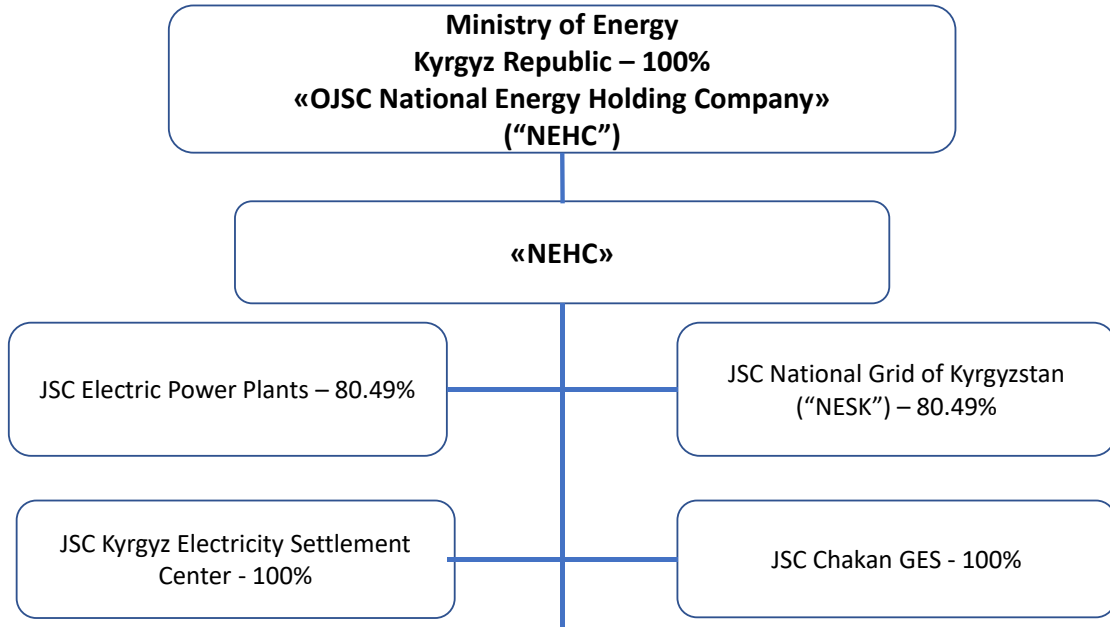 Ministry of Energy
Kyrgyz Republic – 100%
«OJSC National Energy Holding Company»
(“NEHC”)
«NEHC»
JSC Electric Power Plants – 80.49%
JSC National Grid of Kyrgyzstan
(“NESK”) – 80.49%
JSC Kyrgyz Electricity Settlement
Center - 100%
JSC Chakan GES - 100%